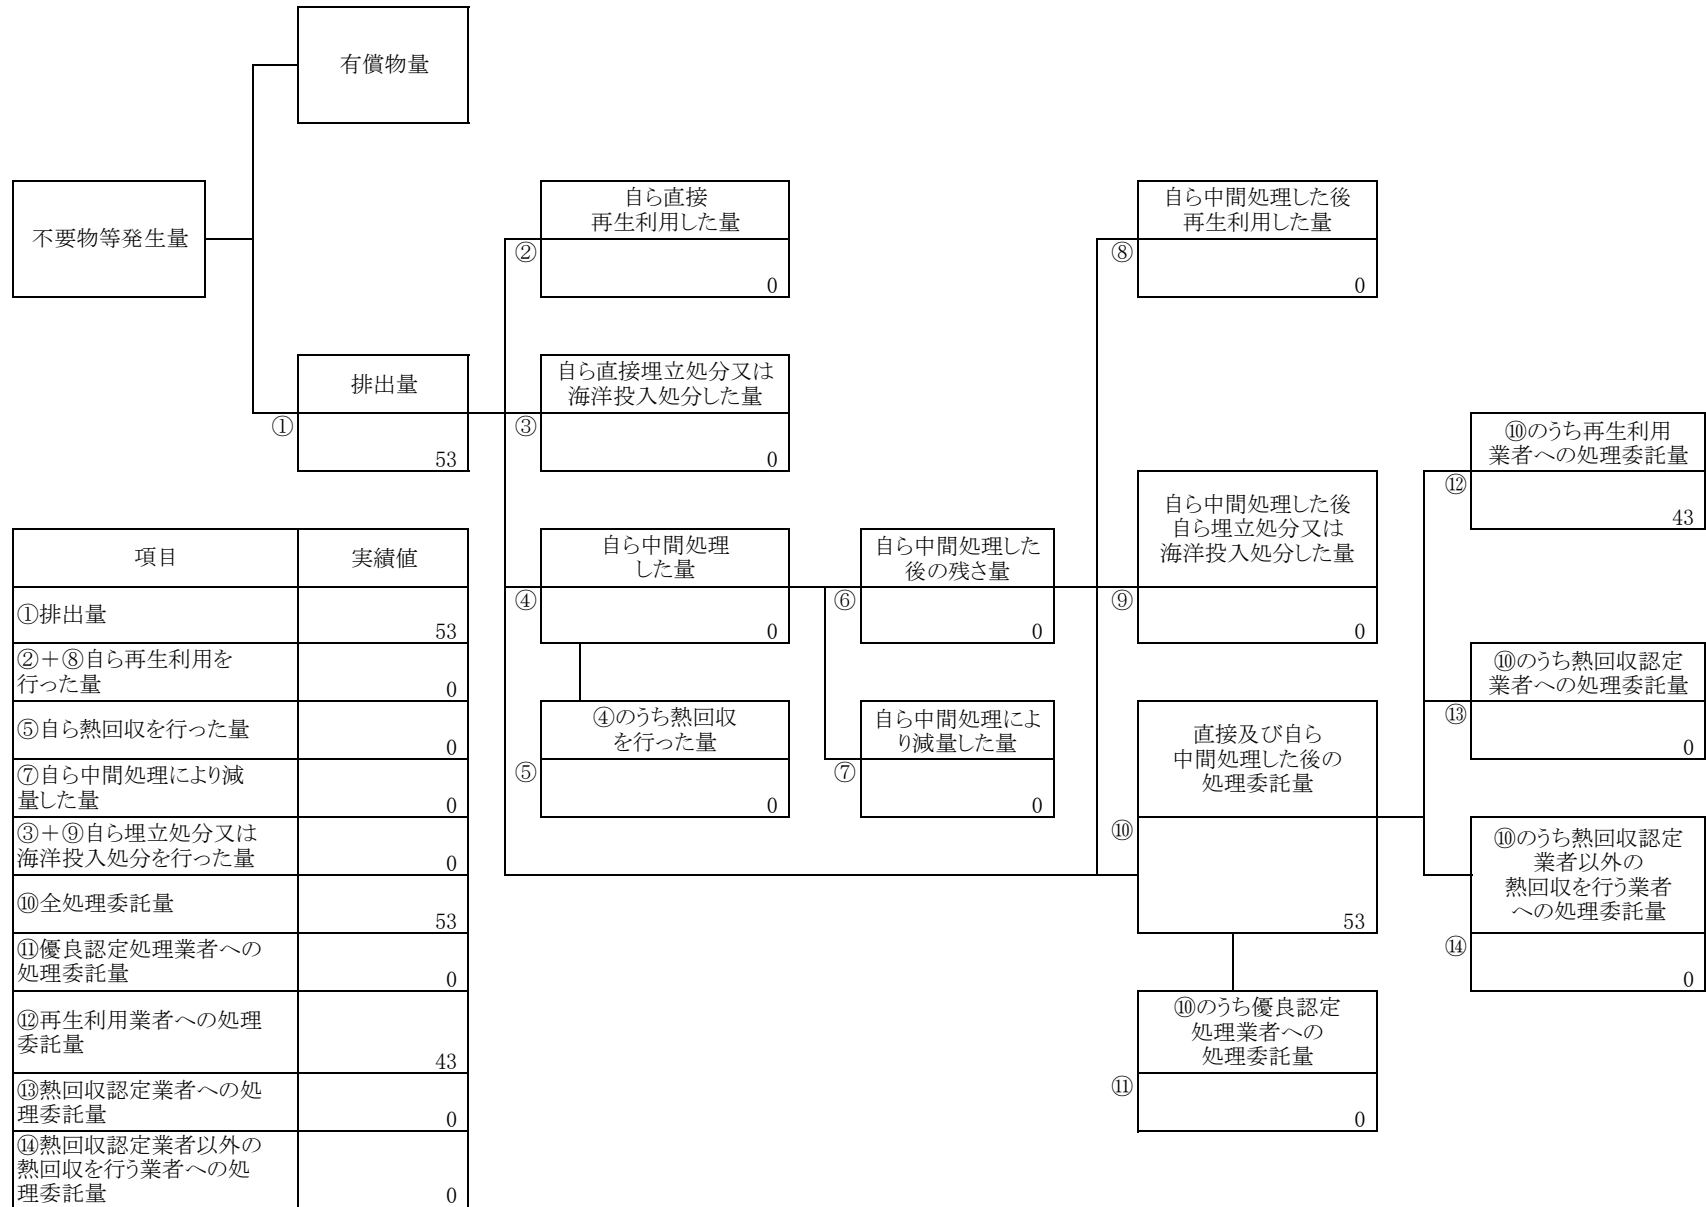 有償物量
不要物等発生量
自ら直接
再生利用した量
②
0
自ら中間処理した後
再生利用した量
⑧
0
排出量
①
53
自ら直接埋立処分又は
海洋投入処分した量
③
0
⑩のうち再生利用
業者への処理委託量
⑫
43
自ら中間処理
した量
④
0
自ら中間処理した
後の残さ量
⑥
0
自ら中間処理した後
自ら埋立処分又は
海洋投入処分した量
⑨
0
⑩のうち熱回収認定
業者への処理委託量
⑬
0
④のうち熱回収
を行った量
⑤
0
自ら中間処理によ
り減量した量
⑦
0
直接及び自ら
中間処理した後の
処理委託量
⑩
53
⑩のうち熱回収認定
業者以外の
熱回収を行う業者
への処理委託量
⑭
0
⑩のうち優良認定
処理業者への
処理委託量
⑪
0
項目 実績値
①排出量
53
②＋⑧自ら再生利用を
行った量
0
⑤自ら熱回収を行った量
0
⑦自ら中間処理により減
量した量
0
③＋⑨自ら埋立処分又は
海洋投入処分を行った量
0
⑩全処理委託量
53
⑪優良認定処理業者への
処理委託量
0
⑫再生利用業者への処理
委託量
43
⑬熱回収認定業者への処
理委託量
0
⑭熱回収認定業者以外の
熱回収を行う業者への処
理委託量
0